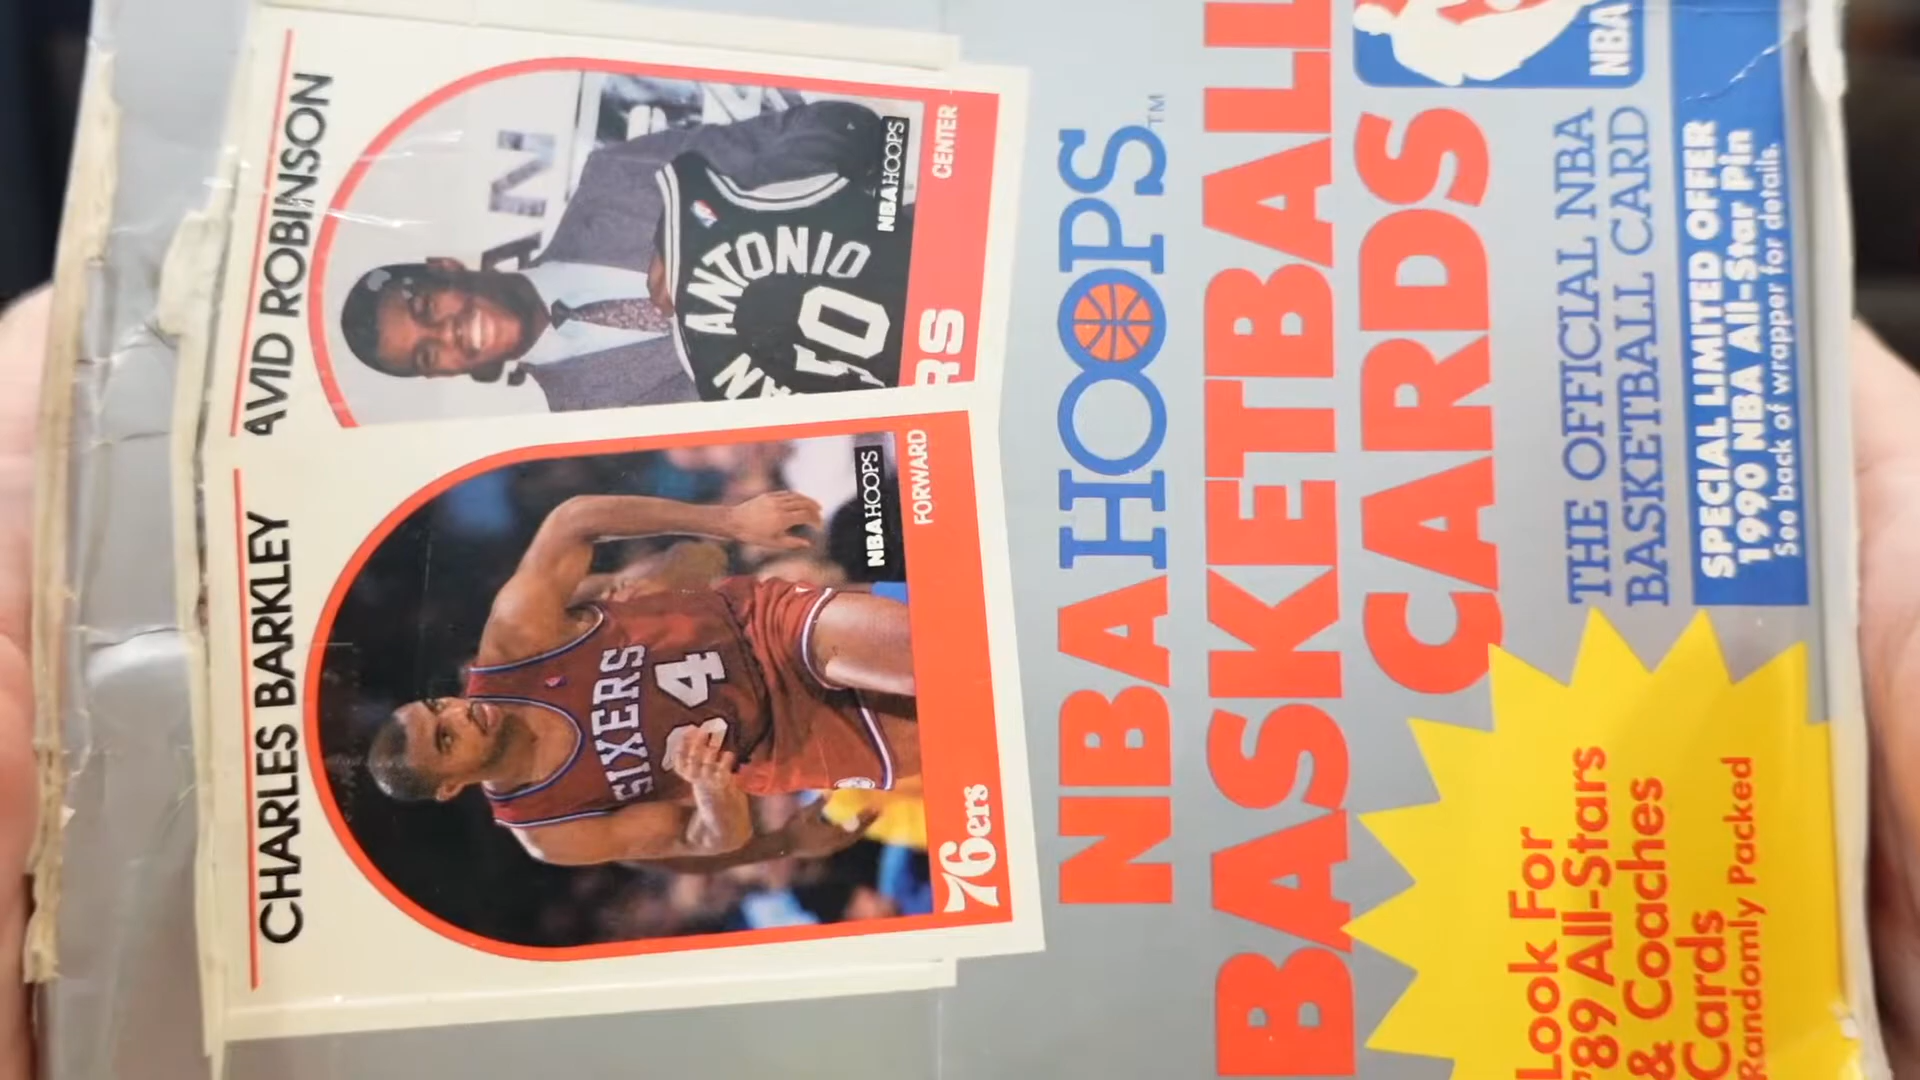 CHARLES BARKLEY
SIXERS
34
NBA HOOPS
FORWARD
76ers
AVID ROBINSON
AN
N ANTONIO
50
NBA HOOPS
CENTER
RS
NBA HOOPS™
BASKETBALL
CARDS
NBA
THE OFFICIAL NBA
BASKETBALL CARD
SPECIAL LIMITED OFFER
1990 NBA All-Star Pin
See back of wrapper for details.
Look For
'89 All-Stars
& Coaches
Cards
Randomly Packed